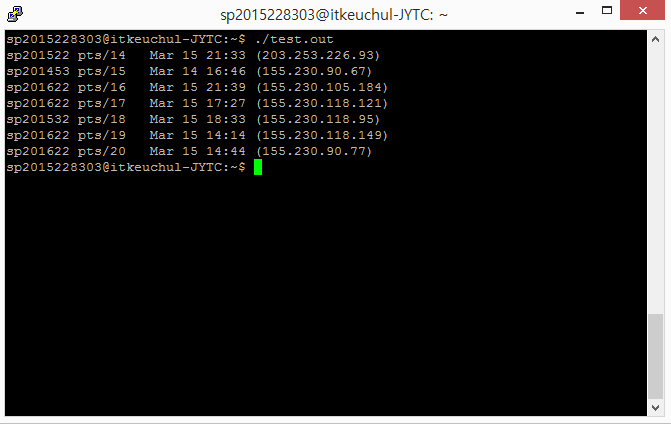 sp2015228303@itkeuchul-JYTC: ~
sp2015228303@itkeuchul-JYTC:~$ ./test.out
sp201522 pts/14   Mar 15 21:33 (203.253.226.93)
sp201453 pts/15   Mar 14 16:46 (155.230.90.67)
sp201622 pts/16   Mar 15 21:39 (155.230.105.184)
sp201622 pts/17   Mar 15 17:27 (155.230.118.121)
sp201532 pts/18   Mar 15 18:33 (155.230.118.95)
sp201622 pts/19   Mar 15 14:14 (155.230.118.149)
sp201622 pts/20   Mar 15 14:44 (155.230.90.77)
sp2015228303@itkeuchul-JYTC:~$